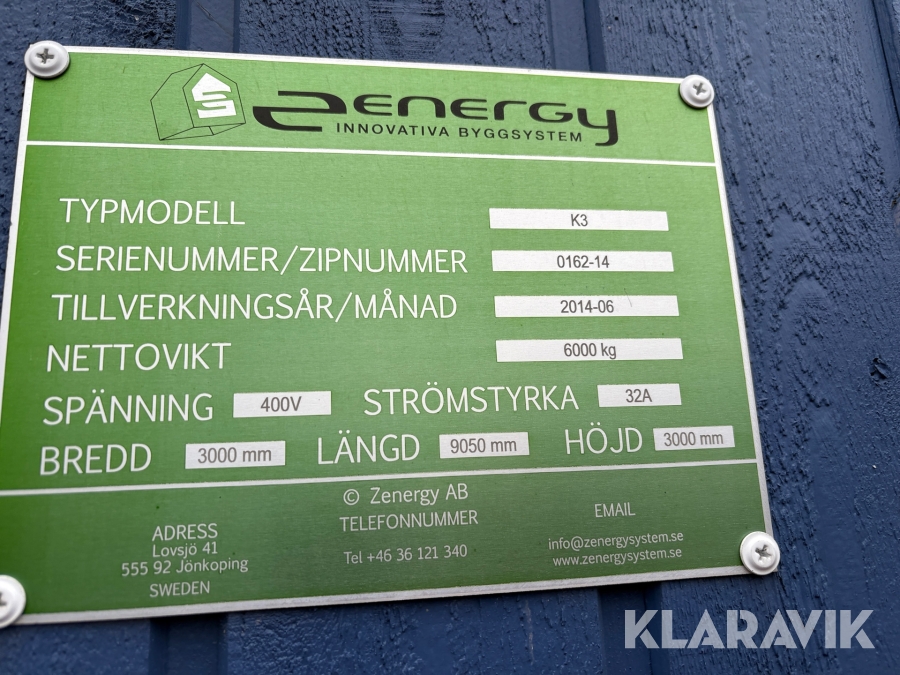 ZENERGY
INNOVATIVA BYGGSYSTEM
TYPMODELL K3
SERIENUMMER/ZIPNUMMER 0162-14
TILLVERKNINGSÅR/MÅNAD 2014-06
NETTOVIKT 6000 kg
SPÄNNING 400V STRÖMSTYRKA 32A
BREDD 3000 mm LÄNGD 9050 mm HÖJD 3000 mm
© Zenergy AB
ADRESS
Lovsjö 41
555 92 Jönkoping
SWEDEN
TELEFONNUMMER
Tel +46 36 121 340
EMAIL
info@zenergysystem.se
www.zenergysystem.se
KLARAVIK